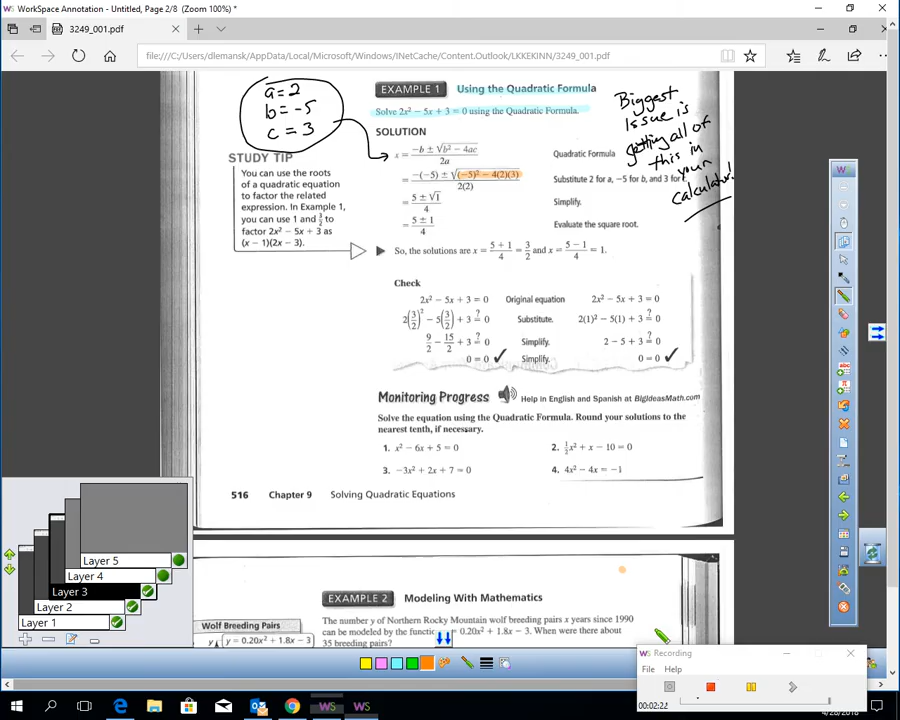 WorkSpace Annotation - Untitled, Page 2/8 (Zoom 100%) *
3249_001.pdf
file:///C:/Users/dlemansk/AppData/Local/Microsoft/Windows/INetCache/Content.Outlook/LKKEKINN/3249_001.pdf
a = 2
b = -5
c = 3
EXAMPLE 1 Using the Quadratic Formula
Solve 2x² − 5x + 3 = 0 using the Quadratic Formula.
SOLUTION
x = (−b ± √(b² − 4ac)) / 2a Quadratic Formula
= (−(−5) ± √((−5)² − 4(2)(3))) / 2(2) Substitute 2 for a, −5 for b, and 3 for c.
= (5 ± √1) / 4 Simplify.
= (5 ± 1) / 4 Evaluate the square root.
So, the solutions are x = (5 + 1)/4 = 3/2 and x = (5 − 1)/4 = 1.
Biggest
Issue is
getting all of
this in
your
calculator!
STUDY TIP
You can use the roots
of a quadratic equation
to factor the related
expression. In Example 1,
you can use 1 and 3/2 to
factor 2x² − 5x + 3 as
(x − 1)(2x − 3).
Check
2x² − 5x + 3 = 0 Original equation 2x² − 5x + 3 = 0
2(3/2)² − 5(3/2) + 3 ≟ 0 Substitute. 2(1)² − 5(1) + 3 ≟ 0
9/2 − 15/2 + 3 ≟ 0 Simplify. 2 − 5 + 3 ≟ 0
0 = 0 ✓ Simplify. 0 = 0 ✓
Monitoring Progress Help in English and Spanish at BigIdeasMath.com
Solve the equation using the Quadratic Formula. Round your solutions to the
nearest tenth, if necessary.
1. x² − 6x + 5 = 0 2. ½x² + x − 10 = 0
3. −3x² + 2x + 7 = 0 4. 4x² − 4x = −1
516 Chapter 9 Solving Quadratic Equations
Layer 5
Layer 4
Layer 3
Layer 2
Layer 1
EXAMPLE 2 Modeling With Mathematics
The number y of Northern Rocky Mountain wolf breeding pairs x years since 1990
can be modeled by the = 0.20x² + 1.8x − 3. When were there about
35 breeding pairs?
Wolf Breeding Pairs
y y = 0.20x² + 1.8x − 3
abc
π
WS Recording
File Help
00:02:22
4/28/2018